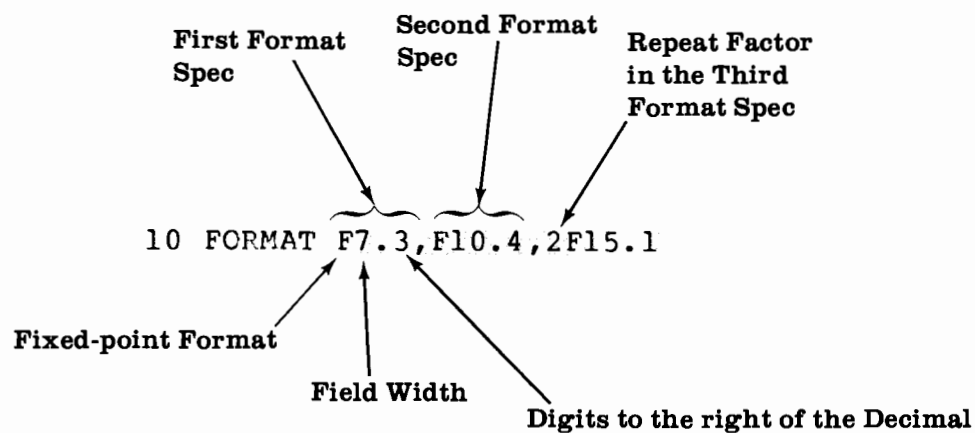 First Format
Spec
Second Format
Spec
Repeat Factor
in the Third
Format Spec
10 FORMAT F7.3,F10.4,2F15.1
Fixed-point Format
Field Width
Digits to the right of the Decimal